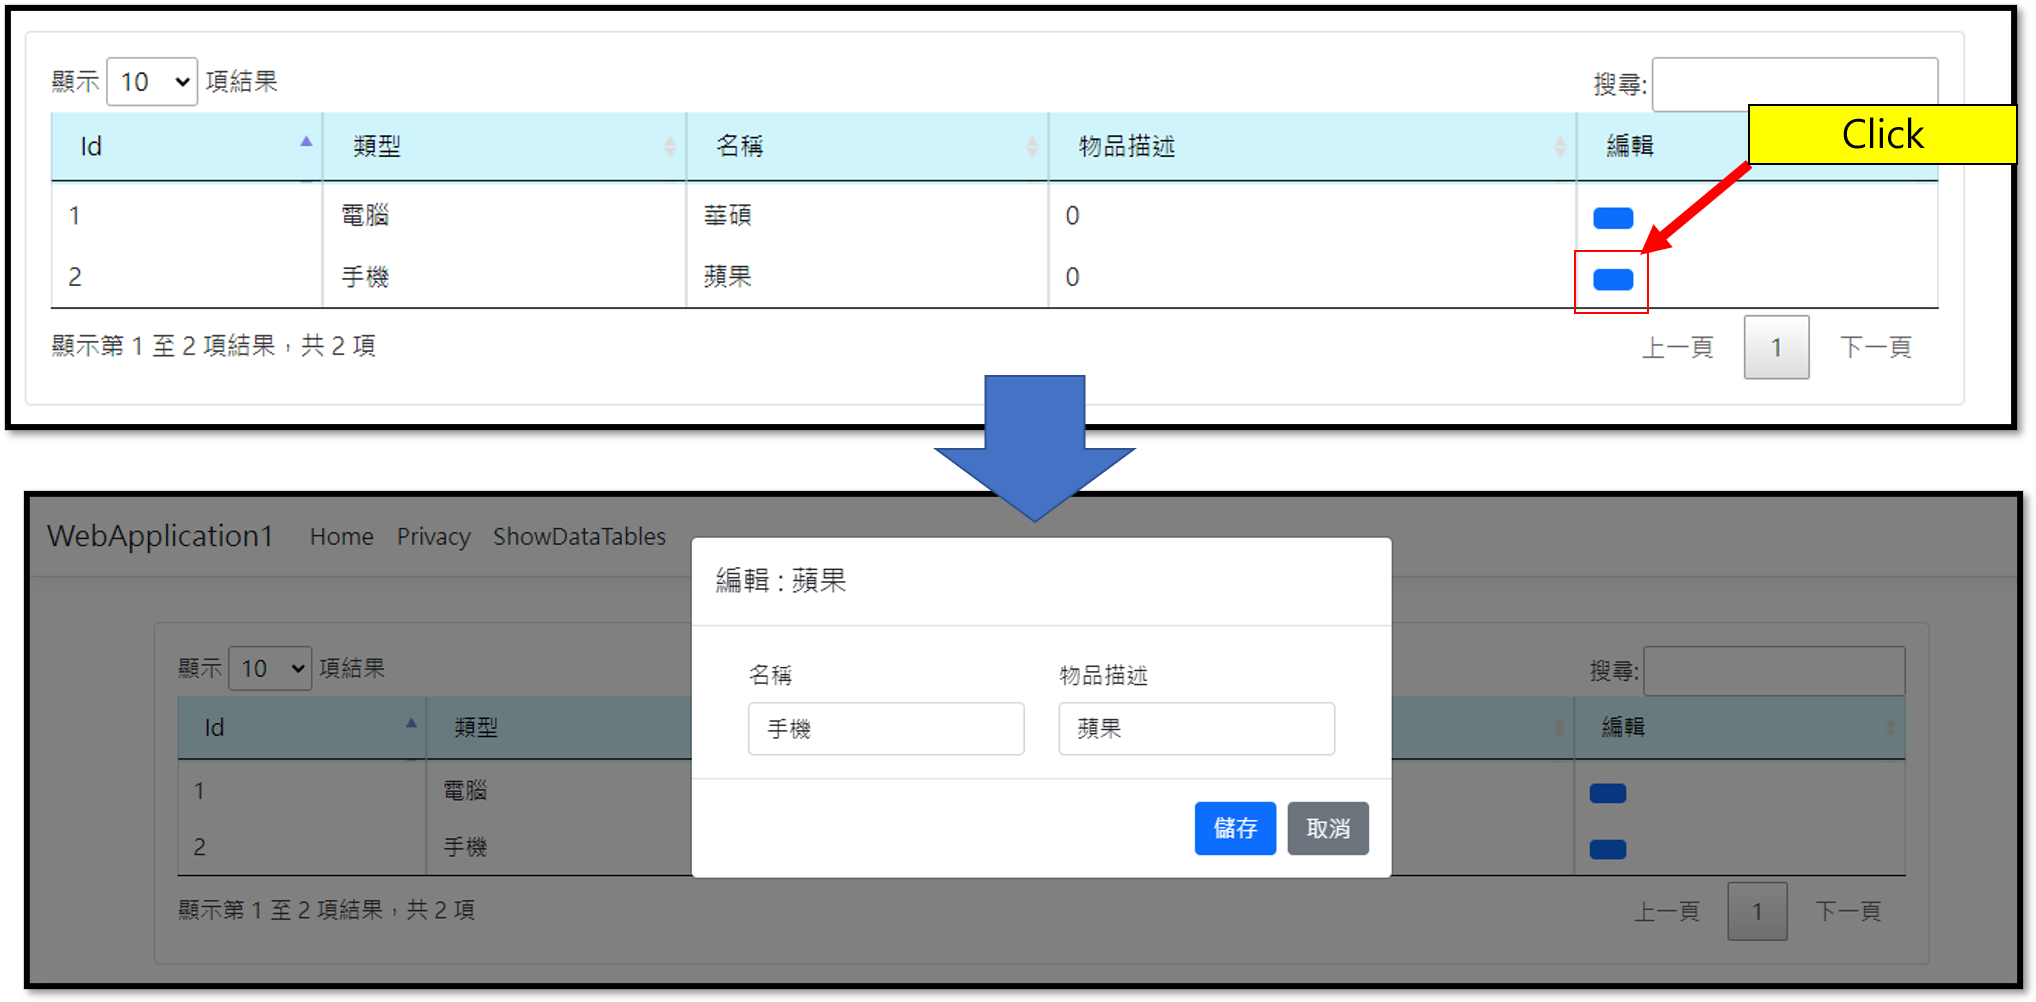 顯示 10 項結果
搜尋:
Click
Id 類型 名稱 物品描述 編輯
1 電腦 華碩 0
2 手機 蘋果 0
顯示第 1 至 2 項結果，共 2 項
上一頁 1 下一頁
WebApplication1 Home Privacy ShowDataTables
編輯 : 蘋果
名稱 物品描述
手機 蘋果
儲存 取消
顯示 10 項結果
搜尋:
Id 類型 編輯
1 電腦
2 手機
顯示第 1 至 2 項結果，共 2 項
上一頁 1 下一頁